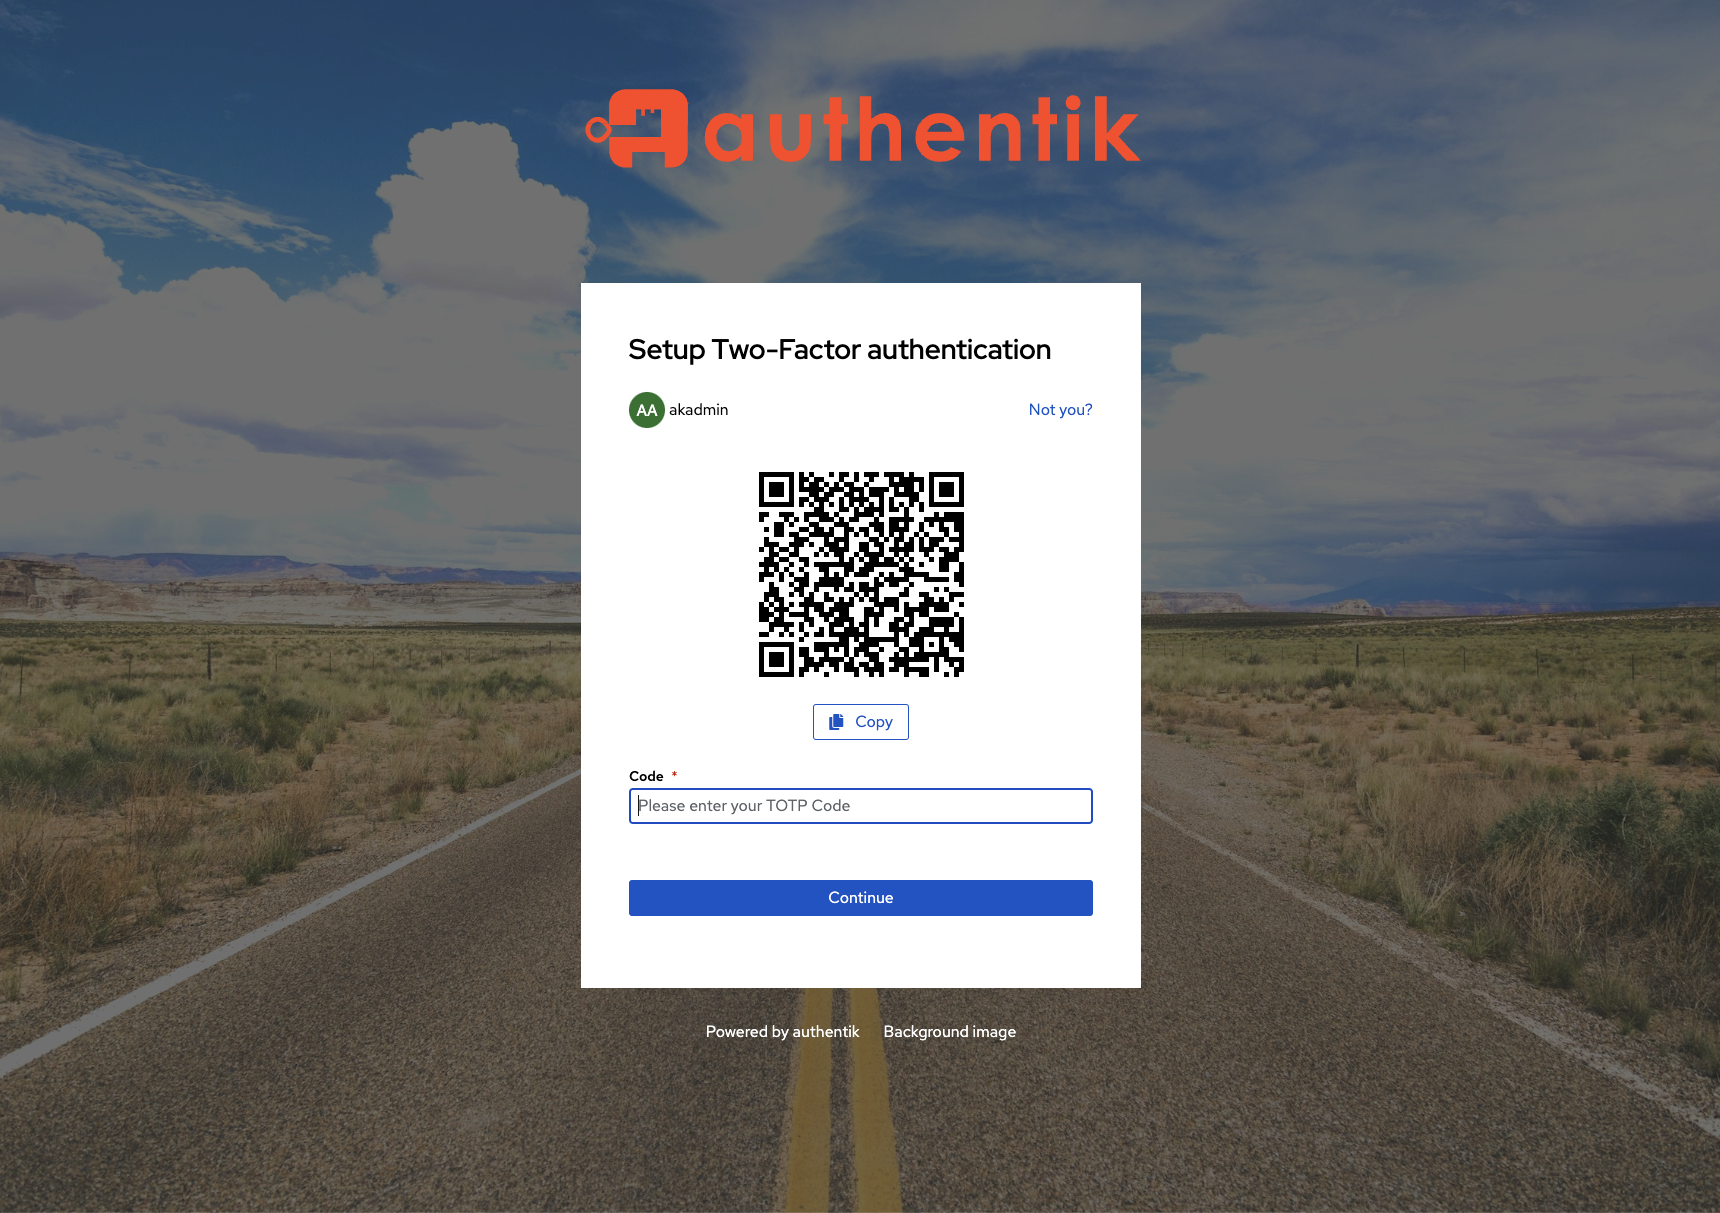 authentik
Setup Two-Factor authentication
AA akadmin Not you?
Copy
Code *
Please enter your TOTP Code
Continue
Powered by authentik Background image